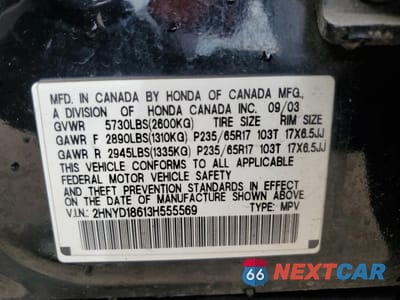 MFD. IN CANADA BY HONDA OF CANADA MFG.,
A DIVISION OF HONDA CANADA INC. 09/03
GVWR 5730LBS(2600KG) TIRE SIZE RIM SIZE
GAWR F 2890LBS(1310KG) P235/65R17 103T 17X6.5JJ
GAWR R 2945LBS(1335KG) P235/65R17 103T 17X6.5JJ
THIS VEHICLE CONFORMS TO ALL APPLICABLE
FEDERAL MOTOR VEHICLE SAFETY
STANDARDS IN EFFECT ON THE
DATE OF MANUFACTURE SHOWN ABOVE.
V.I.N: 2HNYD18613H555569 TYPE: MPV
66 NEXTCAR